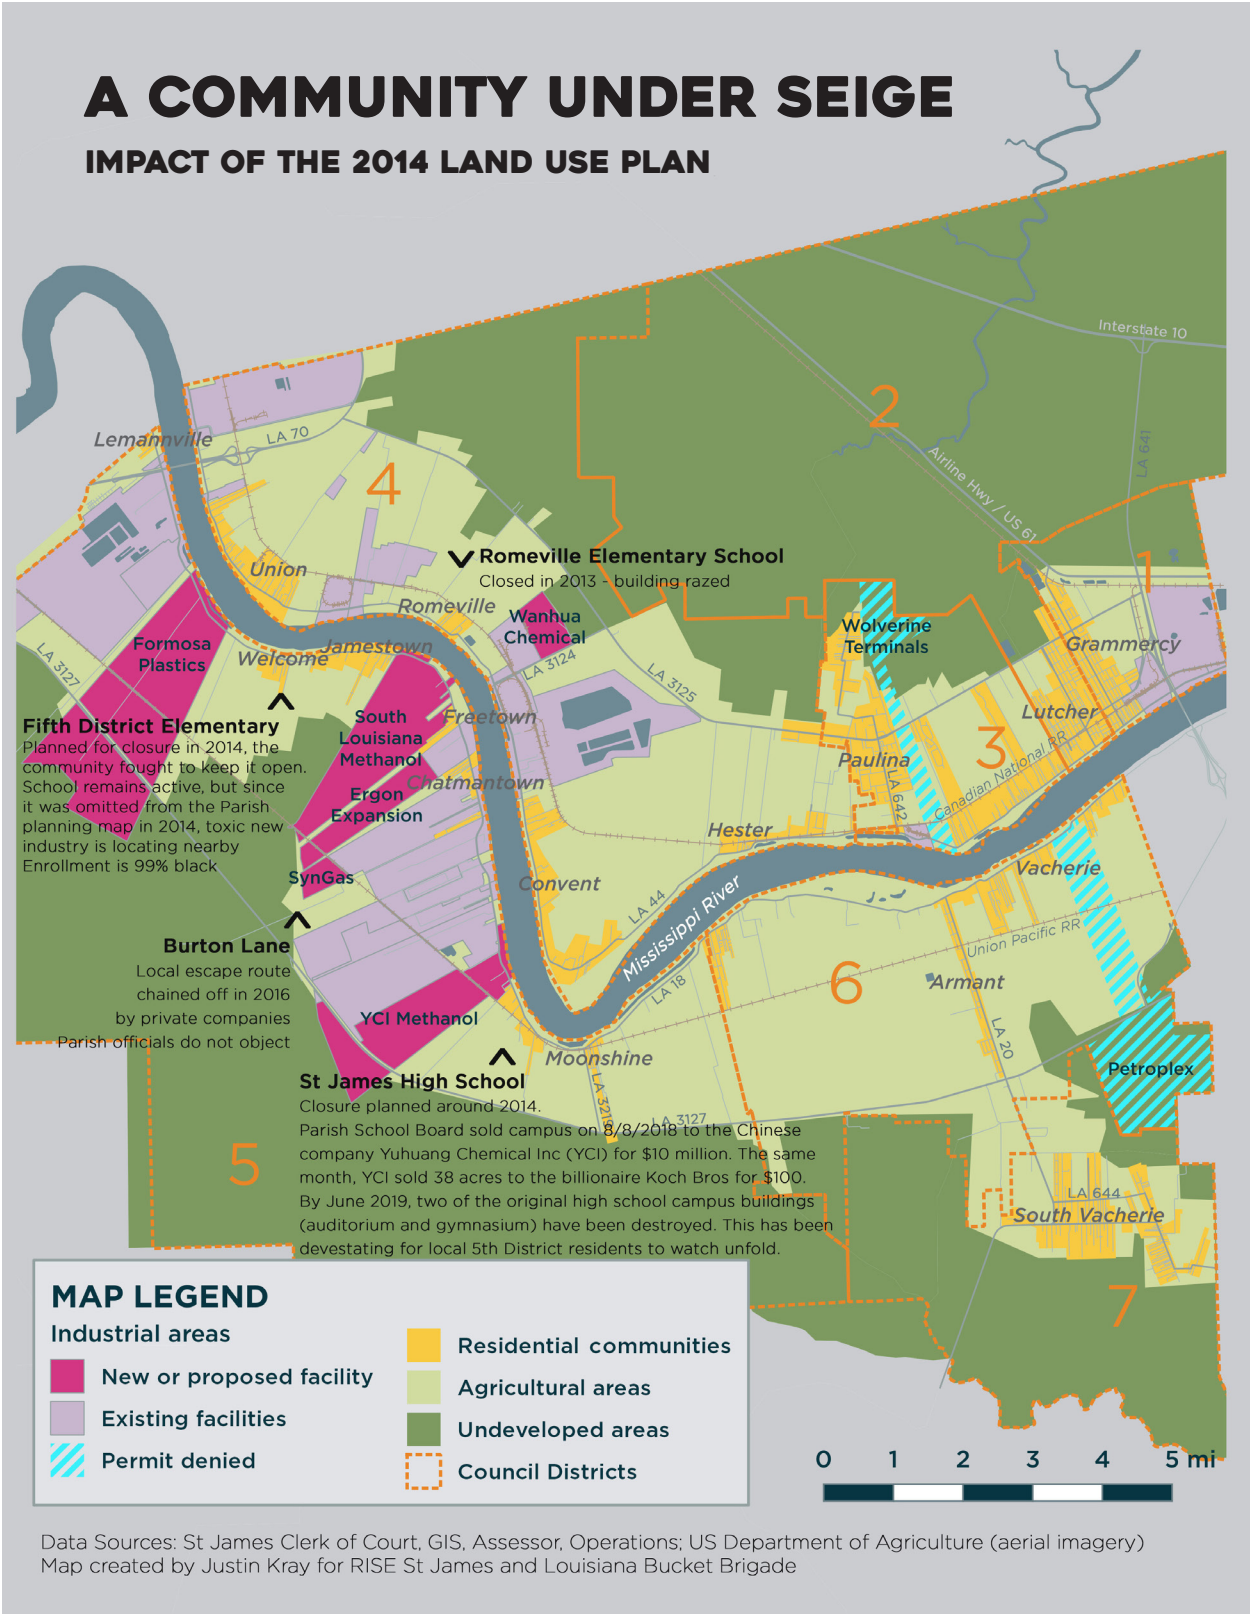 A COMMUNITY UNDER SEIGE
IMPACT OF THE 2014 LAND USE PLAN
Interstate 10
2
Lemannville
LA 70
LA 641
4
Airline Hwy / US 61
Romeville Elementary School
Closed in 2013 - building razed
1
Union
Romeville
Wanhua
Chemical
Wolverine
Terminals
Formosa
Plastics
Jamestown
Welcome
LA 3127
LA 3124
LA 3125
Grammercy
Fifth District Elementary
Planned for closure in 2014, the
community fought to keep it open.
School remains active, but since
it was omitted from the Parish
planning map in 2014, toxic new
industry is locating nearby
Enrollment is 99% black
South
Louisiana
Methanol
Freetown
Lutcher
3
Paulina
Canadian National RR
Chatmantown
LA 642
Ergon
Expansion
Hester
SynGas
Convent
Vacherie
LA 44
Mississippi River
Burton Lane
Local escape route
chained off in 2016
by private companies
Parish officials do not object
Union Pacific RR
6
Armant
LA 18
YCI Methanol
LA 20
Moonshine
Petroplex
St James High School
Closure planned around 2014.
Parish School Board sold campus on 8/8/2018 to the Chinese
company Yuhuang Chemical Inc (YCI) for $10 million. The same
month, YCI sold 38 acres to the billionaire Koch Bros for $100.
By June 2019, two of the original high school campus buildings
(auditorium and gymnasium) have been destroyed. This has been
devestating for local 5th District residents to watch unfold.
LA 3219
LA 3127
5
LA 644
South Vacherie
7
MAP LEGEND
Industrial areas
New or proposed facility
Existing facilities
Permit denied
Residential communities
Agricultural areas
Undeveloped areas
Council Districts
0 1 2 3 4 5 mi
Data Sources: St James Clerk of Court, GIS, Assessor, Operations; US Department of Agriculture (aerial imagery)
Map created by Justin Kray for RISE St James and Louisiana Bucket Brigade